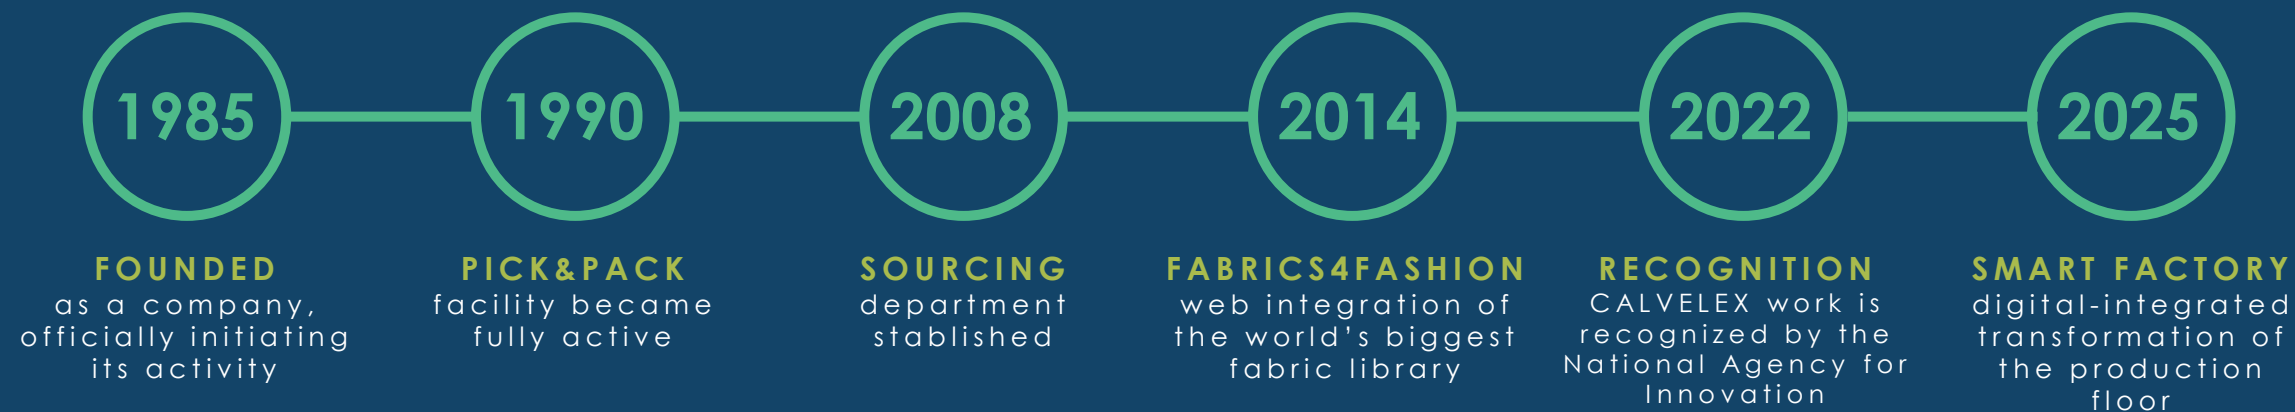 1985
FOUNDED
as a company,
officially initiating
its activity
1990
PICK&PACK
facility became
fully active
2008
SOURCING
department
stablished
2014
FABRICS4FASHION
web integration of
the world's biggest
fabric library
2022
RECOGNITION
CALVELEX work is
recognized by the
National Agency for
Innovation
2025
SMART FACTORY
digital-integrated
transformation of
the production
floor